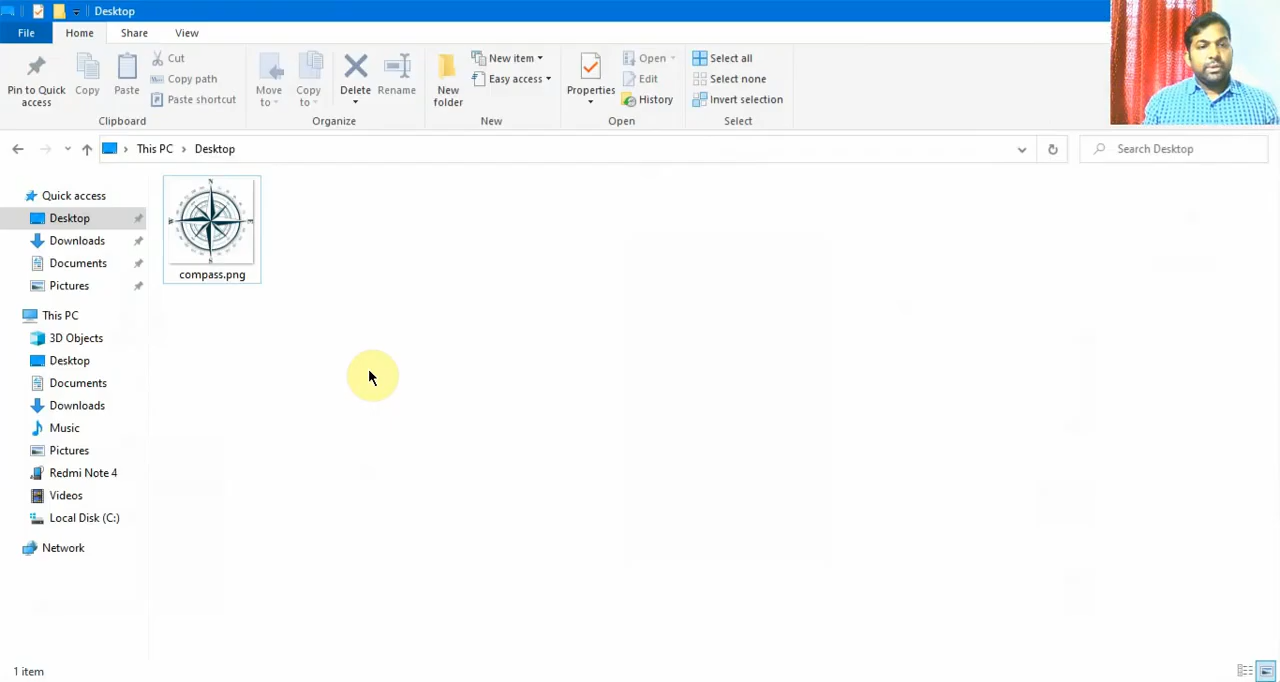 Desktop
File Home Share View
Pin to Quick access
Copy
Paste
Cut
Copy path
Paste shortcut
Clipboard
Move to
Copy to
Delete
Rename
Organize
New folder
New item
Easy access
New
Properties
Open
Edit
History
Open
Select all
Select none
Invert selection
Select
This PC > Desktop
Search Desktop
Quick access
Desktop
Downloads
Documents
Pictures
This PC
3D Objects
Desktop
Documents
Downloads
Music
Pictures
Redmi Note 4
Videos
Local Disk (C:)
Network
N
W
E
S
compass.png
1 item